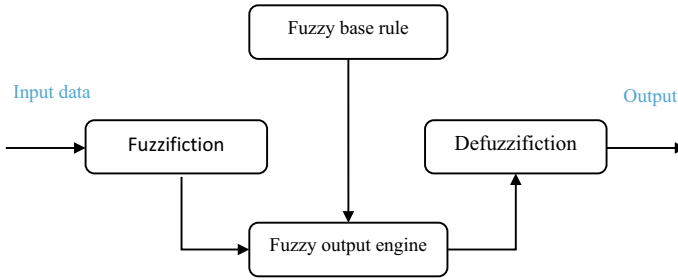 Fuzzy base rule
Input data
Output
Fuzzifiction
Defuzzifiction
Fuzzy output engine